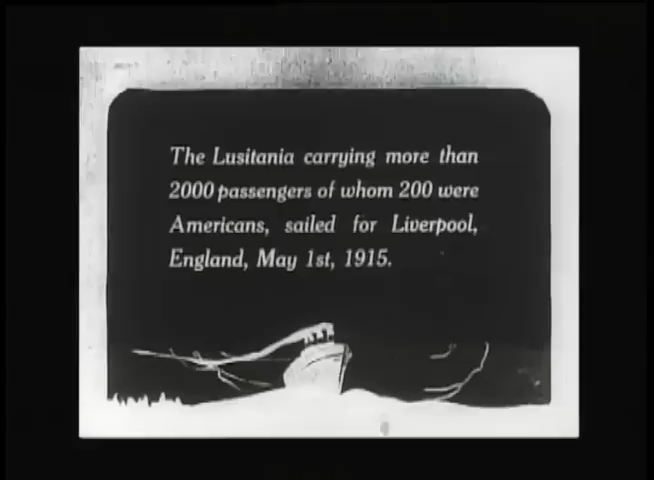 The Lusitania carrying more than
2000 passengers of whom 200 were
Americans, sailed for Liverpool,
England, May 1st, 1915.